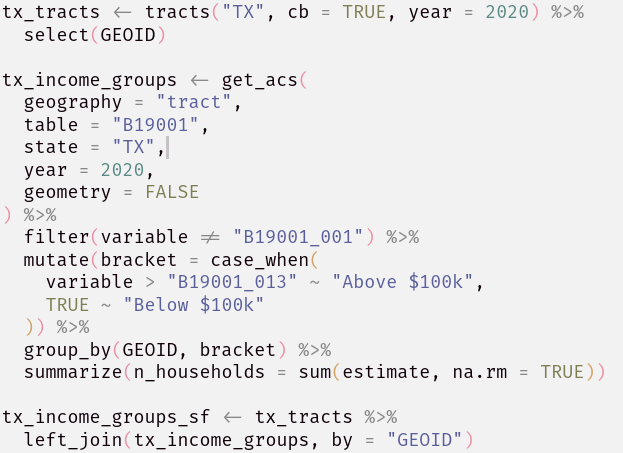 tx_tracts <- tracts("TX", cb = TRUE, year = 2020) %>%
  select(GEOID)

tx_income_groups <- get_acs(
  geography = "tract",
  table = "B19001",
  state = "TX",
  year = 2020,
  geometry = FALSE
) %>%
  filter(variable != "B19001_001") %>%
  mutate(bracket = case_when(
    variable > "B19001_013" ~ "Above $100k",
    TRUE ~ "Below $100k"
  )) %>%
  group_by(GEOID, bracket) %>%
  summarize(n_households = sum(estimate, na.rm = TRUE))

tx_income_groups_sf <- tx_tracts %>%
  left_join(tx_income_groups, by = "GEOID")